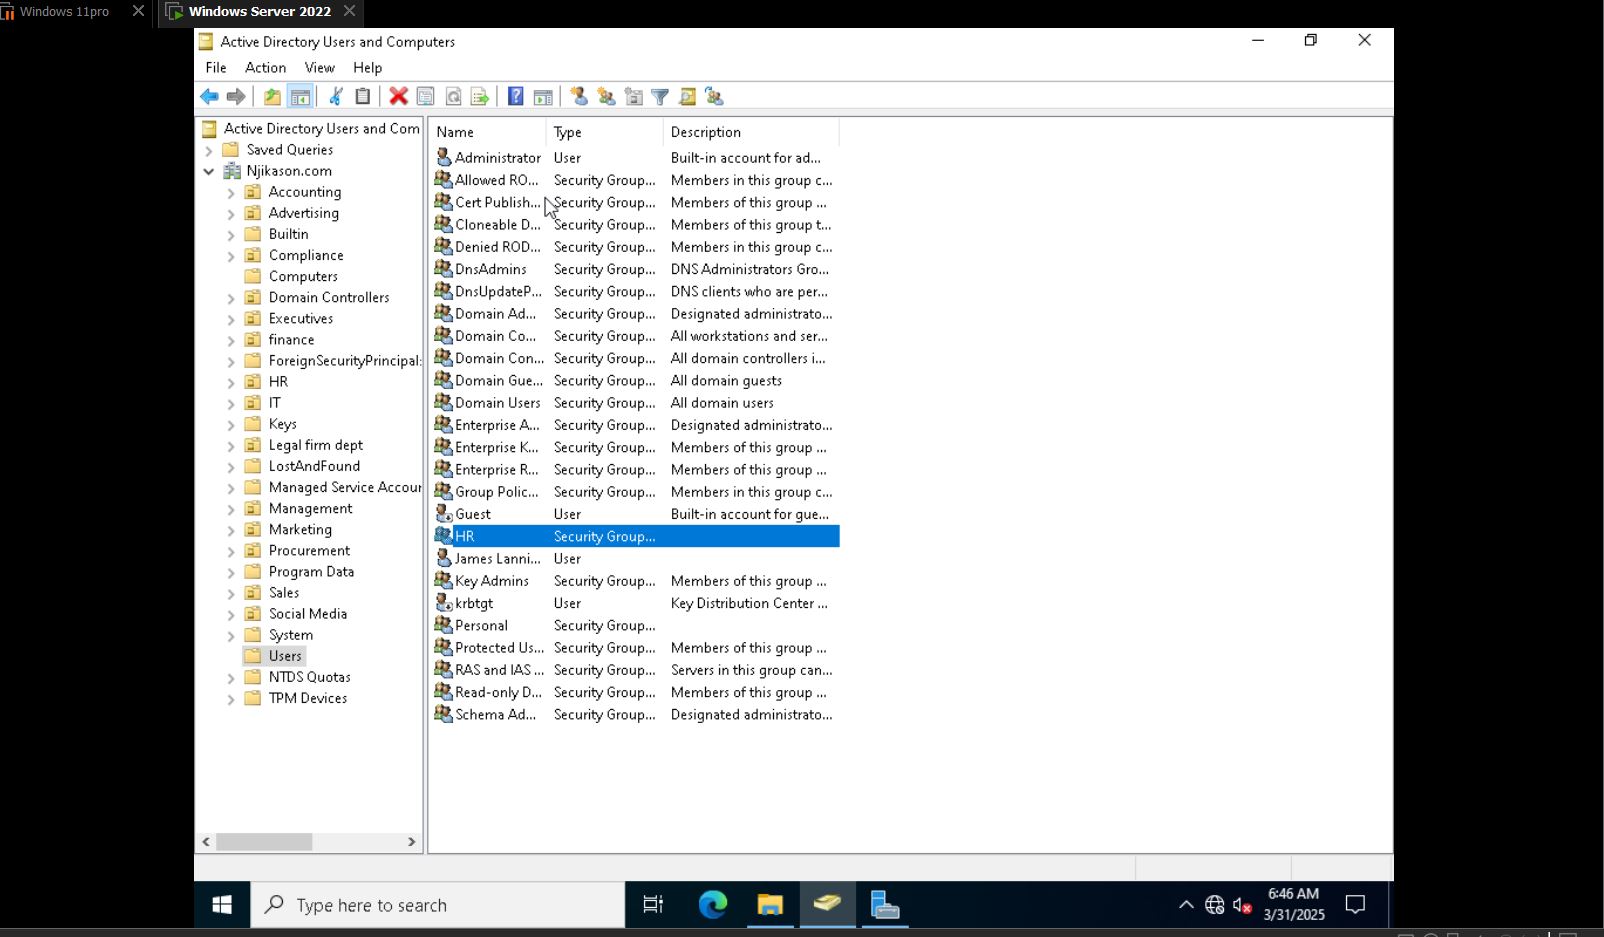 Windows 11pro
Windows Server 2022
Active Directory Users and Computers
File Action View Help
Active Directory Users and Com
Saved Queries
Njikason.com
Accounting
Advertising
Builtin
Compliance
Computers
Domain Controllers
Executives
finance
ForeignSecurityPrincipal:
HR
IT
Keys
Legal firm dept
LostAndFound
Managed Service Accour
Management
Marketing
Procurement
Program Data
Sales
Social Media
System
Users
NTDS Quotas
TPM Devices
Name Type Description
Administrator User Built-in account for ad...
Allowed RO... Security Group... Members in this group c...
Cert Publish... Security Group... Members of this group ...
Cloneable D... Security Group... Members of this group t...
Denied ROD... Security Group... Members in this group c...
DnsAdmins Security Group... DNS Administrators Gro...
DnsUpdateP... Security Group... DNS clients who are per...
Domain Ad... Security Group... Designated administrato...
Domain Co... Security Group... All workstations and ser...
Domain Con... Security Group... All domain controllers i...
Domain Gue... Security Group... All domain guests
Domain Users Security Group... All domain users
Enterprise A... Security Group... Designated administrato...
Enterprise K... Security Group... Members of this group ...
Enterprise R... Security Group... Members of this group ...
Group Polic... Security Group... Members in this group c...
Guest User Built-in account for gue...
HR Security Group...
James Lanni... User
Key Admins Security Group... Members of this group ...
krbtgt User Key Distribution Center ...
Personal Security Group...
Protected Us... Security Group... Members of this group ...
RAS and IAS ... Security Group... Servers in this group can...
Read-only D... Security Group... Members of this group ...
Schema Ad... Security Group... Designated administrato...
Type here to search
6:46 AM
3/31/2025